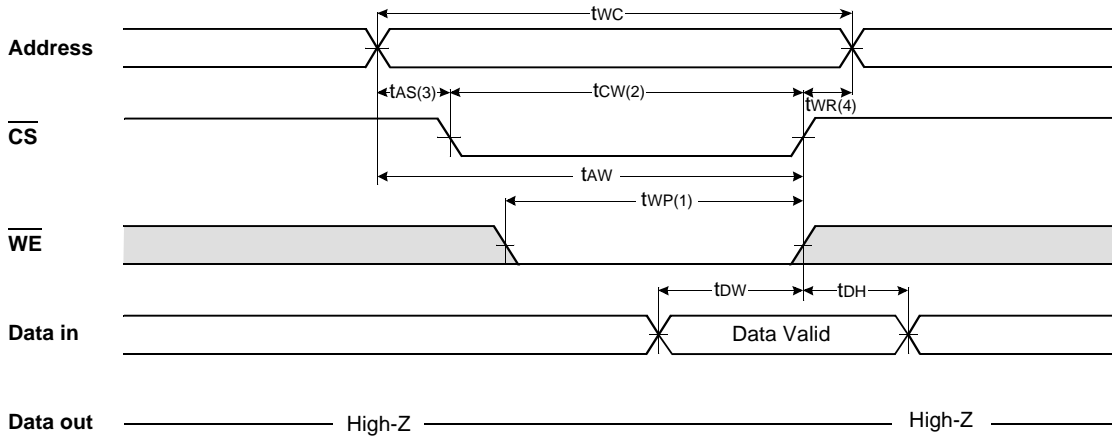 tWC
Address
tAS(3) tCW(2) tWR(4)
CS
tAW
tWP(1)
WE
tDW tDH
Data in Data Valid
Data out High-Z High-Z